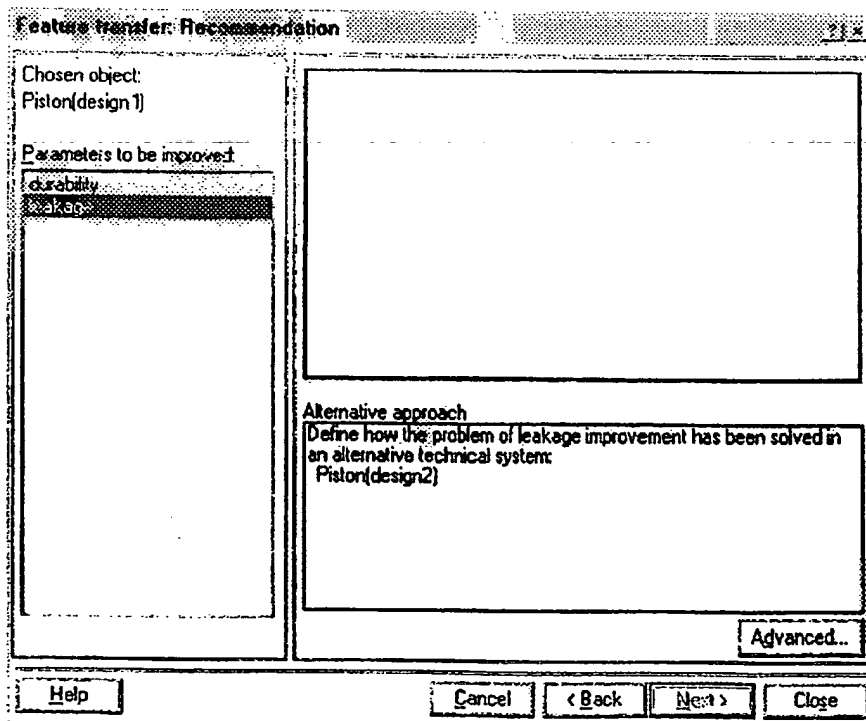 Feature transfer: Recommendation
Chosen object:
Piston(design1)
Parameters to be improved:
durability
leakage
Alternative approach
Define how the problem of leakage improvement has been solved in
an alternative technical system:
Piston(design2)
Advanced...
Help
Cancel
< Back
Next >
Close